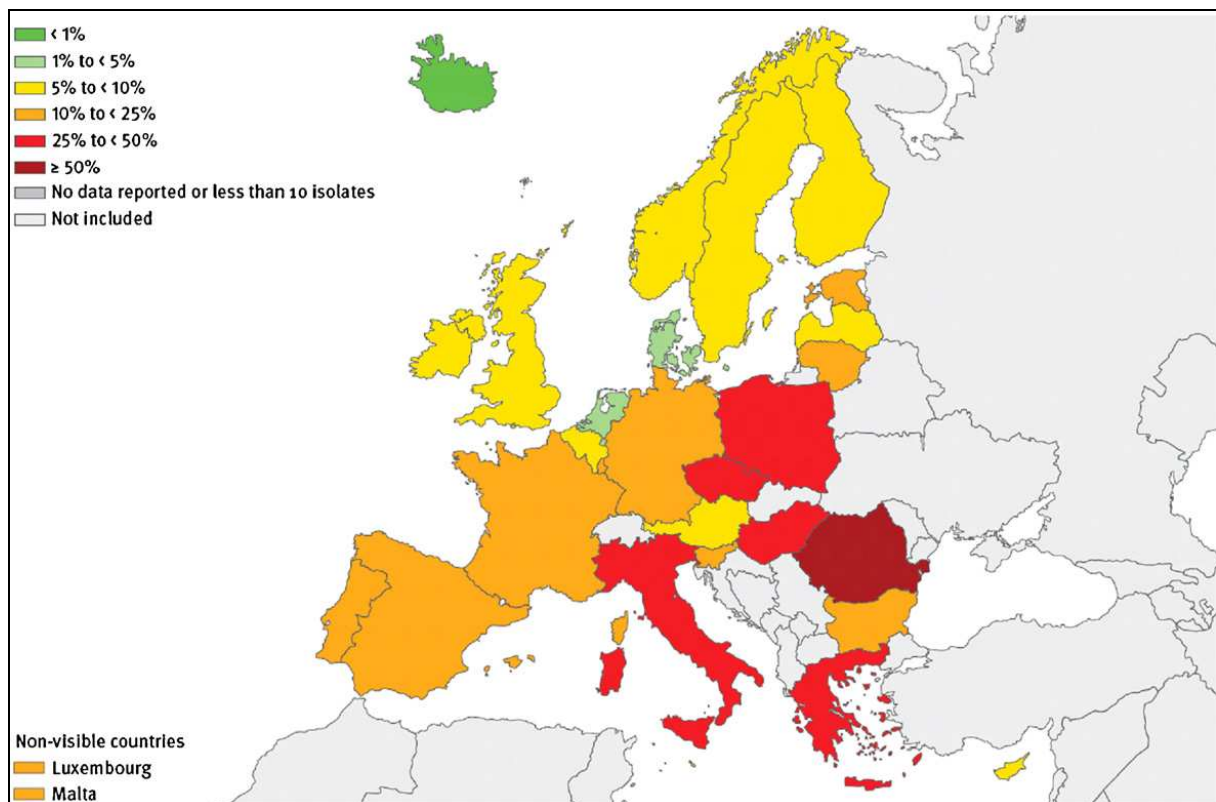 < 1%
1% to < 5%
5% to < 10%
10% to < 25%
25% to < 50%
≥ 50%
No data reported or less than 10 isolates
Not included
Non-visible countries
Luxembourg
Malta